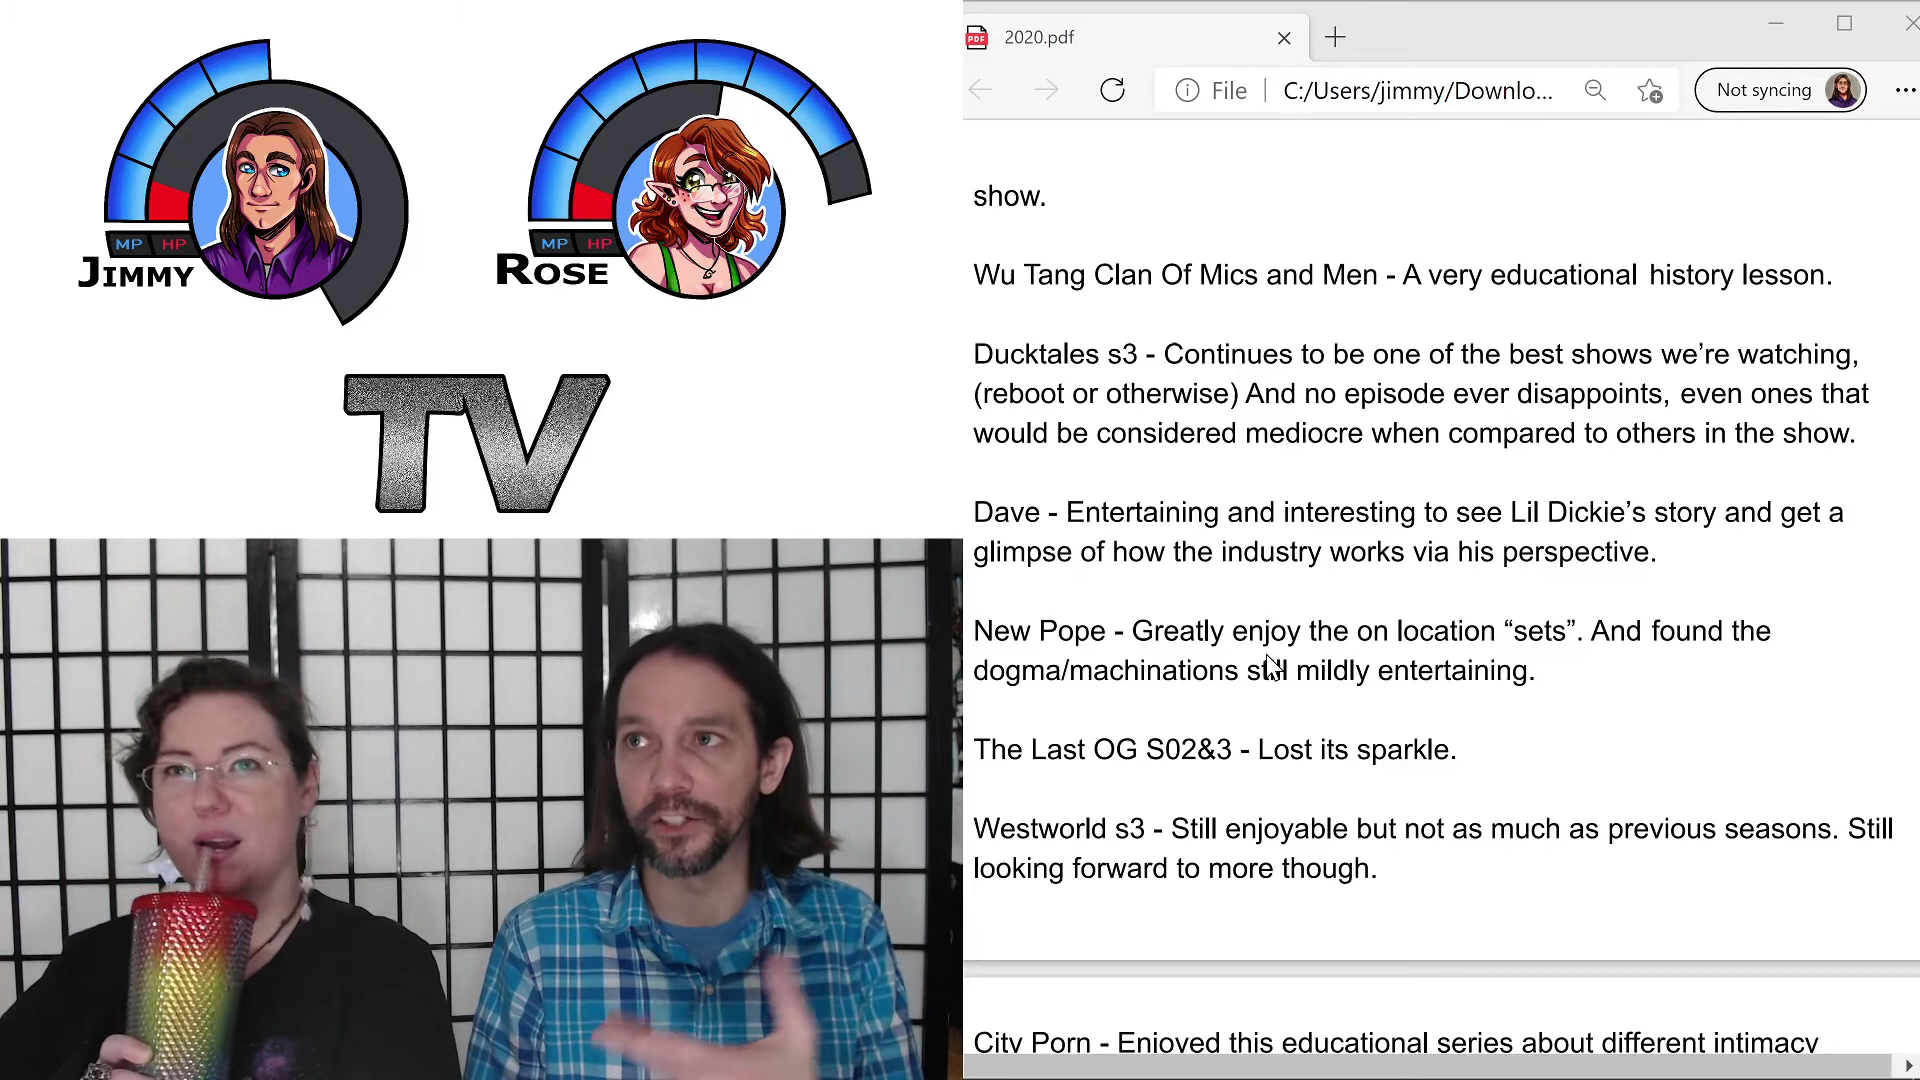 MP HP
JIMMY
MP HP
ROSE
TV
PDF 2020.pdf
File C:/Users/jimmy/Downlo...
Not syncing
show.
Wu Tang Clan Of Mics and Men - A very educational history lesson.
Ducktales s3 - Continues to be one of the best shows we’re watching,
(reboot or otherwise) And no episode ever disappoints, even ones that
would be considered mediocre when compared to others in the show.
Dave - Entertaining and interesting to see Lil Dickie’s story and get a
glimpse of how the industry works via his perspective.
New Pope - Greatly enjoy the on location “sets”. And found the
dogma/machinations still mildly entertaining.
The Last OG S02&3 - Lost its sparkle.
Westworld s3 - Still enjoyable but not as much as previous seasons. Still
looking forward to more though.
City Porn - Enjoyed this educational series about different intimacy